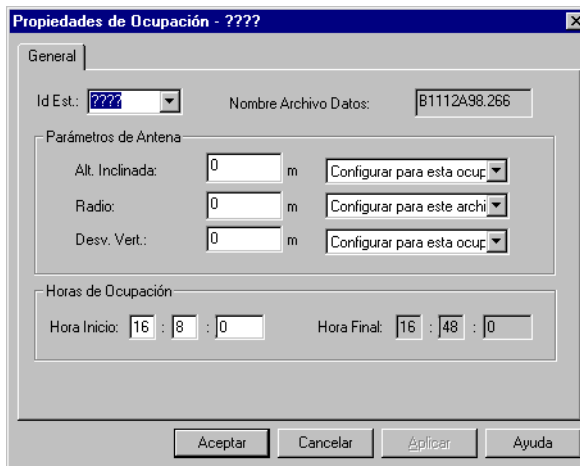 Propiedades de Ocupación - ????
General
Id Est.: ???? Nombre Archivo Datos: B1112A98.266
Parámetros de Antena
Alt. Inclinada: 0 m Configurar para esta ocup
Radio: 0 m Configurar para este archi
Desv. Vert.: 0 m Configurar para esta ocup
Horas de Ocupación
Hora Inicio: 16 : 8 : 0 Hora Final: 16 : 48 : 0
Aceptar Cancelar Aplicar Ayuda